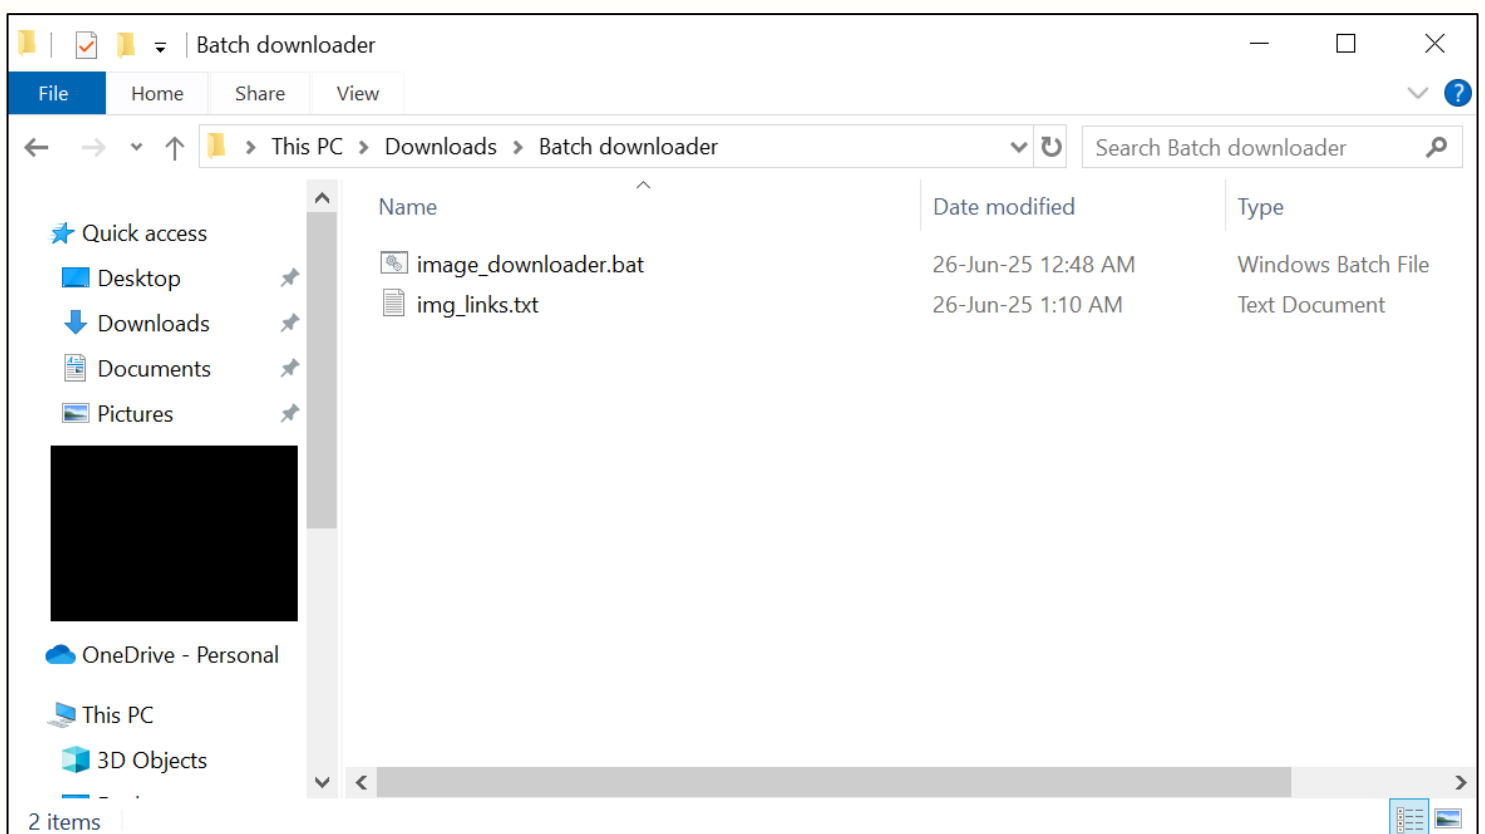 Batch downloader
File Home Share View
This PC > Downloads > Batch downloader
Search Batch downloader
Name Date modified Type
Quick access
Desktop
Downloads
Documents
Pictures
OneDrive - Personal
This PC
3D Objects
image_downloader.bat 26-Jun-25 12:48 AM Windows Batch File
img_links.txt 26-Jun-25 1:10 AM Text Document
2 items